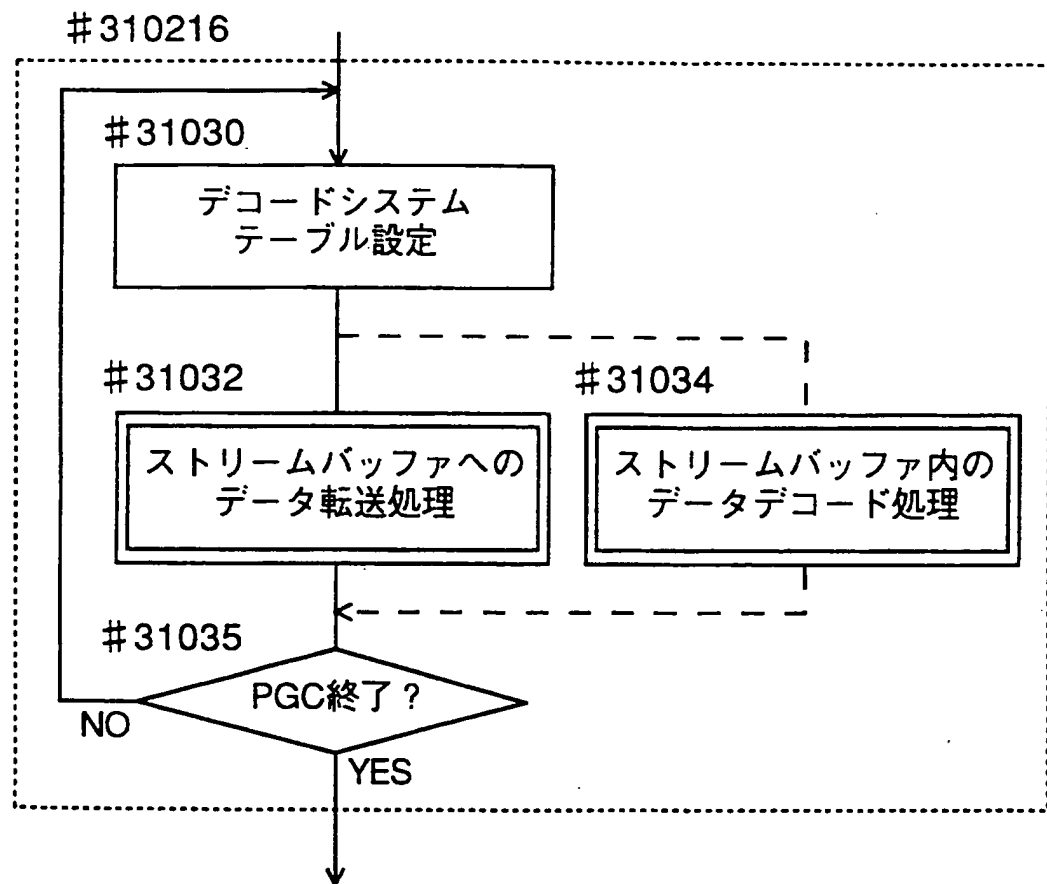 #310216
#31030
デコードシステム
テーブル設定
#31032
#31034
ストリームバッファへの
データ転送処理
ストリームバッファ内の
データデコード処理
#31035
PGC終了?
NO
YES